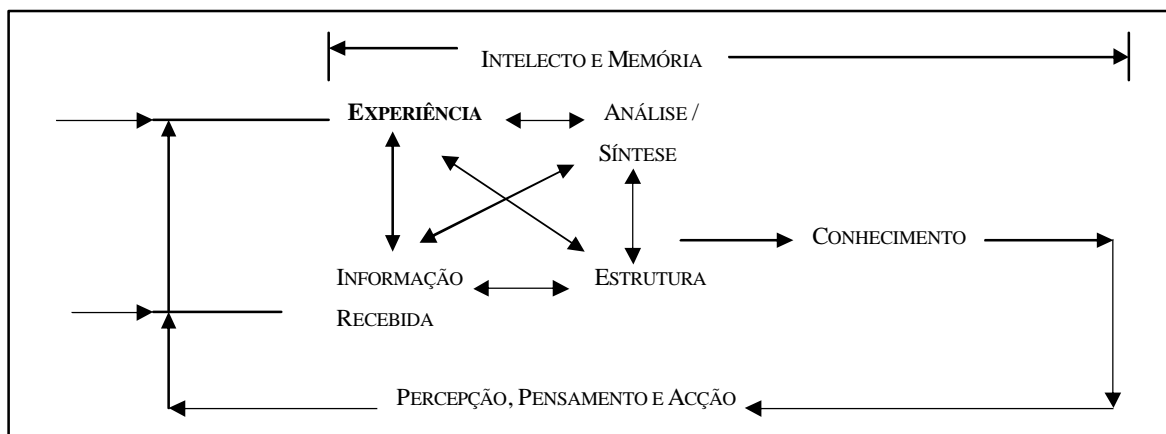 INTELECTO E MEMÓRIA
EXPERIÊNCIA ANÁLISE /
SÍNTESE
CONHECIMENTO
INFORMAÇÃO ESTRUTURA
RECEBIDA
PERCEPÇÃO, PENSAMENTO E ACÇÃO